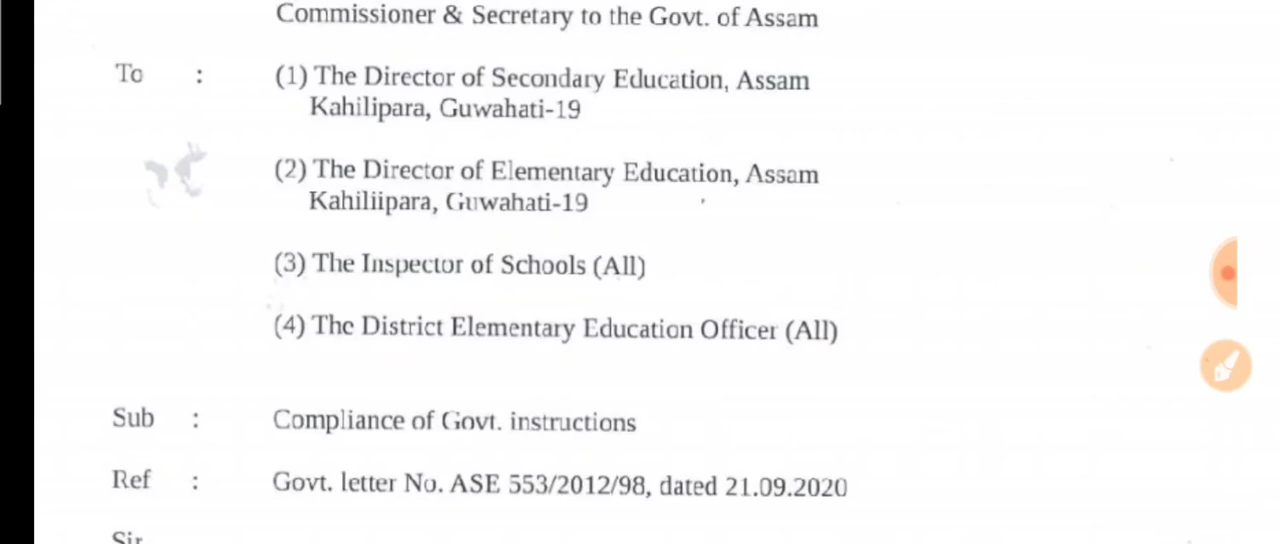 Commissioner & Secretary to the Govt. of Assam
To : (1) The Director of Secondary Education, Assam
Kahilipara, Guwahati-19
(2) The Director of Elementary Education, Assam
Kahiliipara, Guwahati-19
(3) The Inspector of Schools (All)
(4) The District Elementary Education Officer (All)
Sub : Compliance of Govt. instructions
Ref : Govt. letter No. ASE 553/2012/98, dated 21.09.2020
Sir